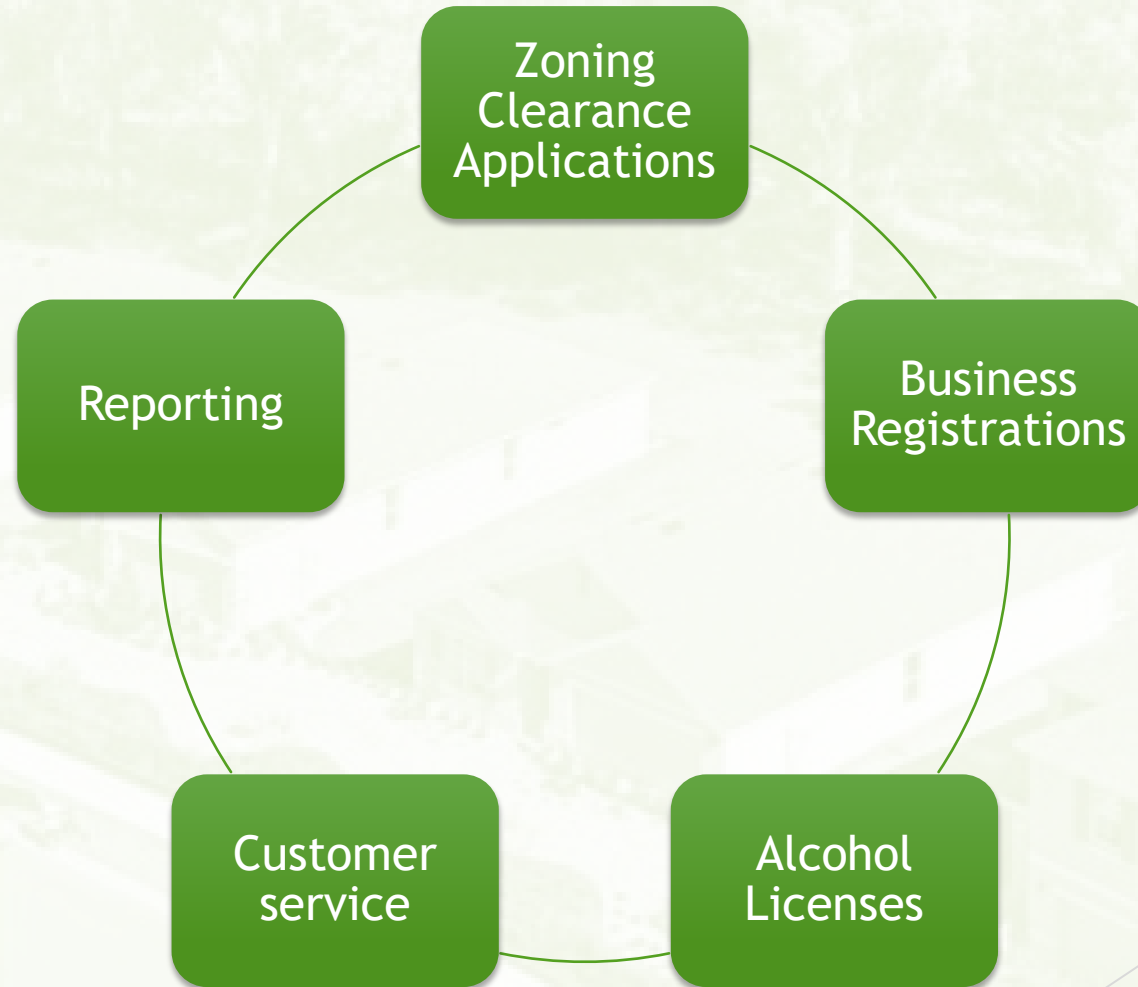 Zoning
Clearance
Applications
Business
Registrations
Alcohol
Licenses
Customer
service
Reporting